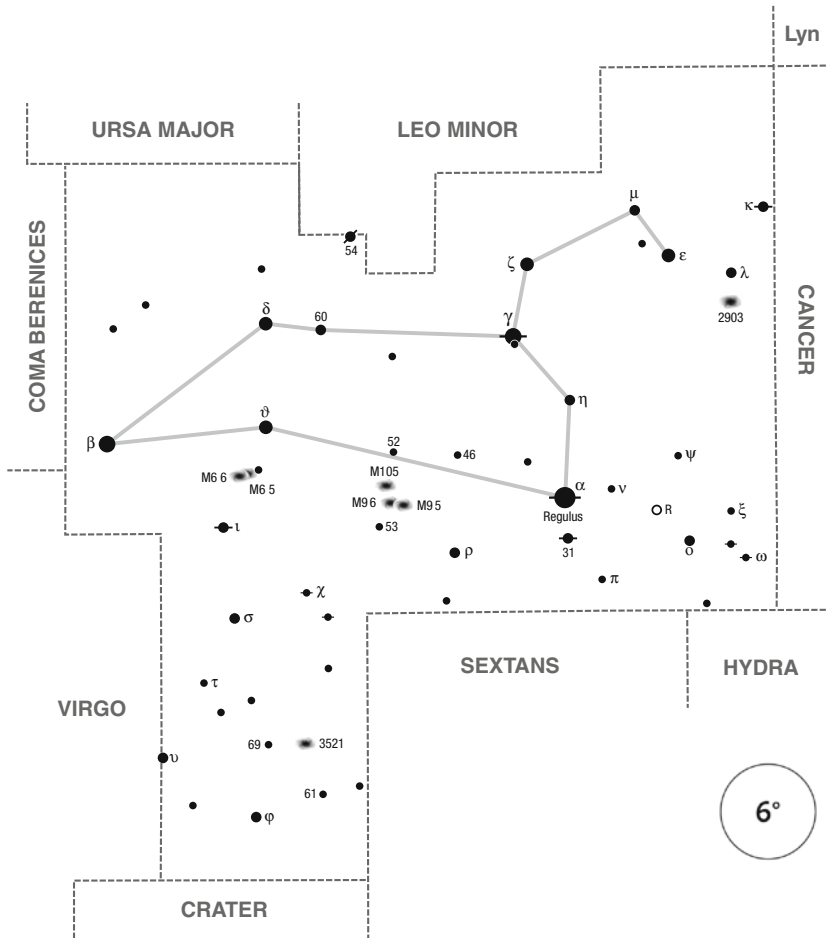 Lyn
URSA MAJOR
LEO MINOR
COMA BERENICES
CANCER
μ
κ
54
ζ
ε
λ
2903
δ
60
γ
η
β
ϑ
52
46
ψ
M6 6
M6 5
M105
M9 6
M9 5
α
Regulus
ν
R
ξ
ι
53
ρ
31
ο
ω
π
χ
σ
SEXTANS
HYDRA
τ
VIRGO
69
3521
υ
61
φ
6°
CRATER